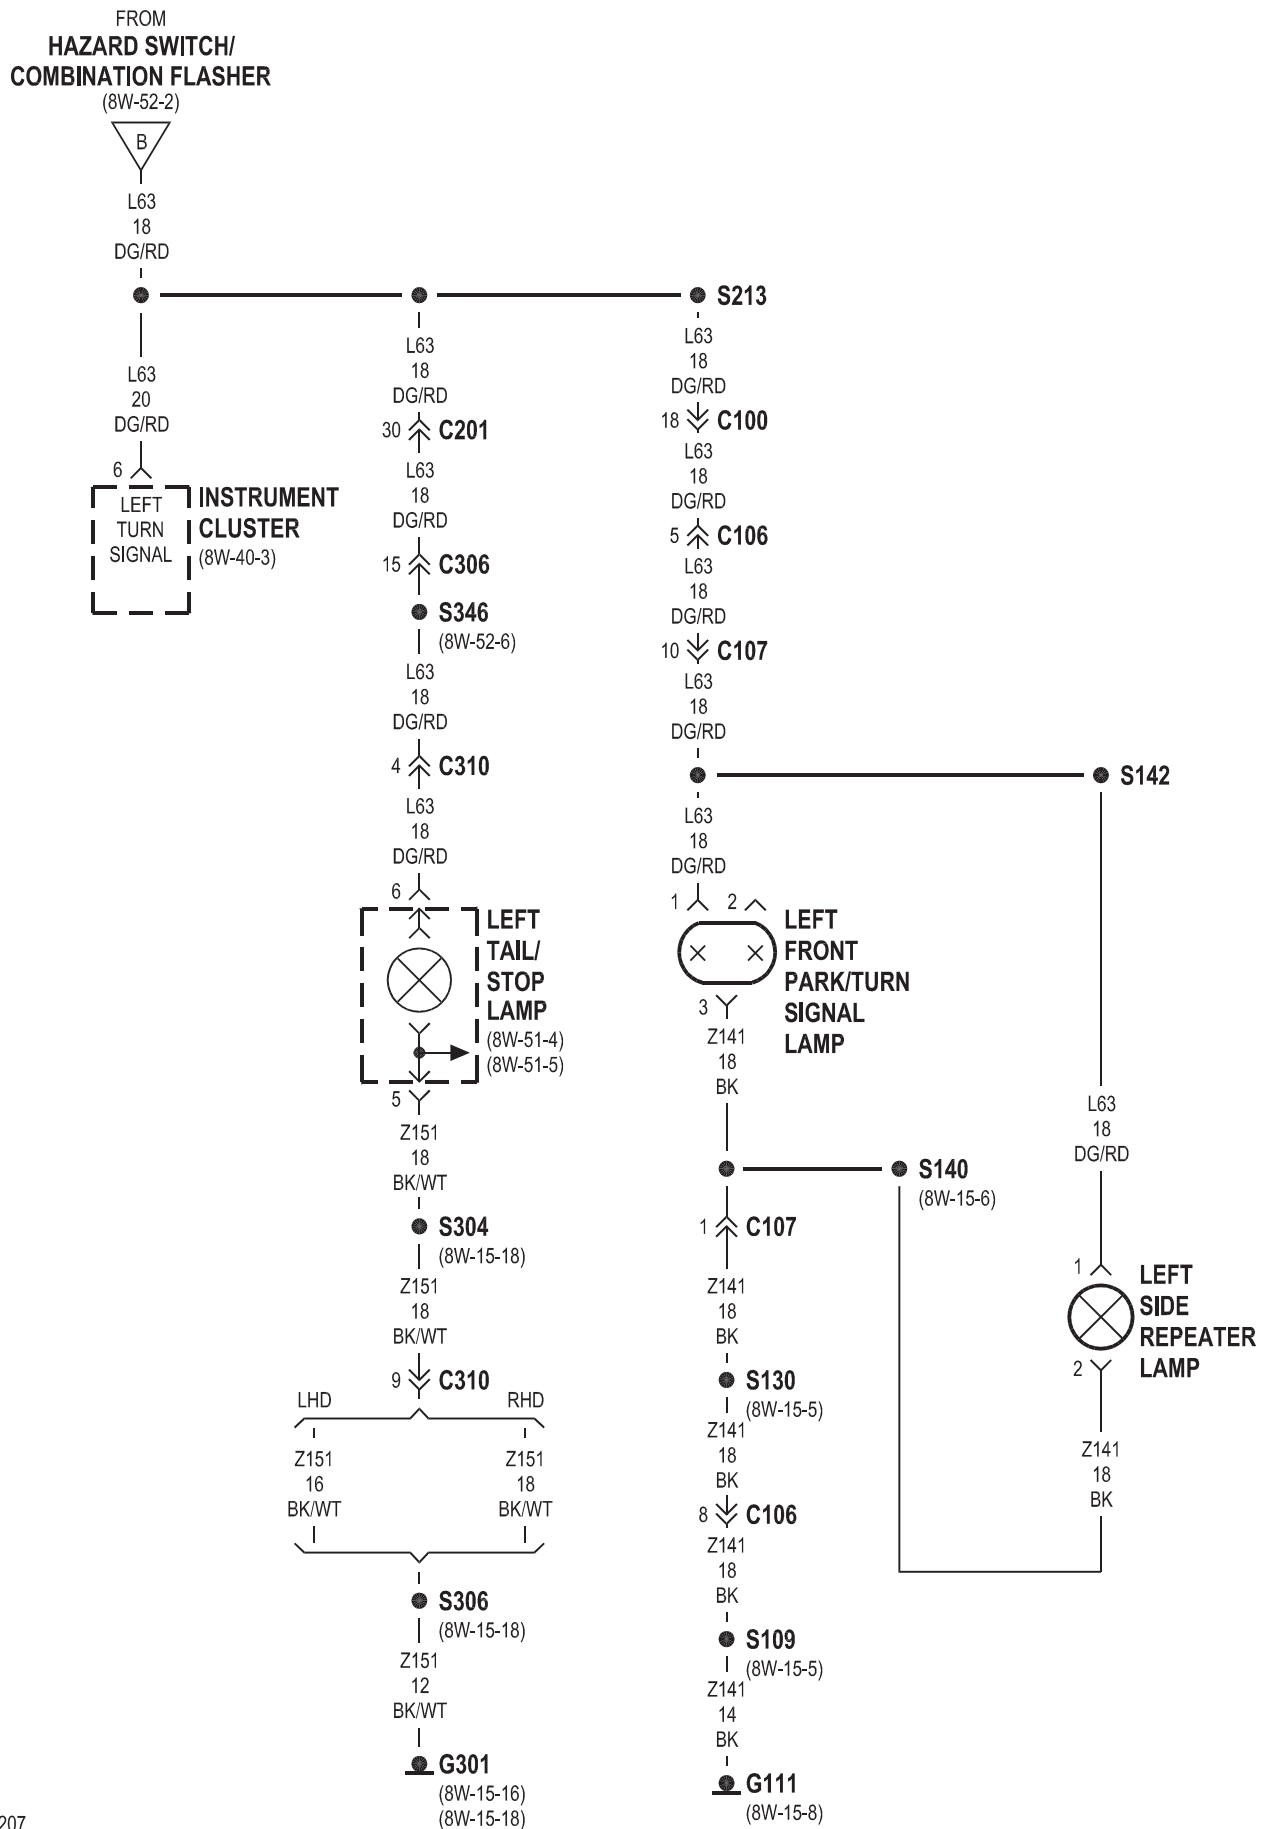 FROM
HAZARD SWITCH/
COMBINATION FLASHER
(8W-52-2)
B
L63
18
DG/RD
S213
L63
20
DG/RD
6
LEFT
TURN
SIGNAL
INSTRUMENT
CLUSTER
(8W-40-3)
L63
18
DG/RD
30
C201
L63
18
DG/RD
15
C306
S346
(8W-52-6)
L63
18
DG/RD
4
C310
L63
18
DG/RD
6
LEFT
TAIL/
STOP
LAMP
(8W-51-4)
(8W-51-5)
5
Z151
18
BK/WT
S304
(8W-15-18)
Z151
18
BK/WT
9
C310
LHD
RHD
Z151
16
BK/WT
Z151
18
BK/WT
S306
(8W-15-18)
Z151
12
BK/WT
G301
(8W-15-16)
(8W-15-18)
L63
18
DG/RD
18
C100
L63
18
DG/RD
5
C106
L63
18
DG/RD
10
C107
L63
18
DG/RD
S142
L63
18
DG/RD
1
2
LEFT
FRONT
PARK/TURN
SIGNAL
LAMP
3
Z141
18
BK
S140
(8W-15-6)
1
C107
Z141
18
BK
S130
(8W-15-5)
Z141
18
BK
8
C106
Z141
18
BK
S109
(8W-15-5)
Z141
14
BK
G111
(8W-15-8)
L63
18
DG/RD
1
LEFT
SIDE
REPEATER
LAMP
2
Z141
18
BK
207